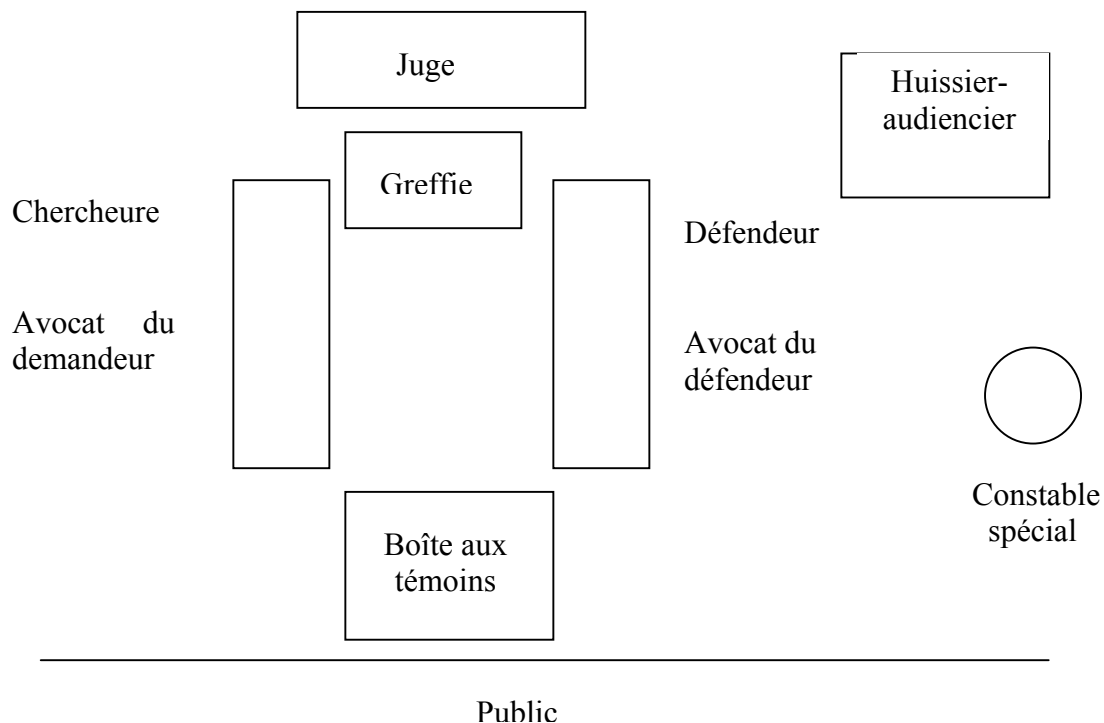 Juge
Huissier-
audiencier
Greffie
Chercheure
Défendeur
Avocat du
demandeur
Avocat du
défendeur
Constable
spécial
Boîte aux
témoins
Public